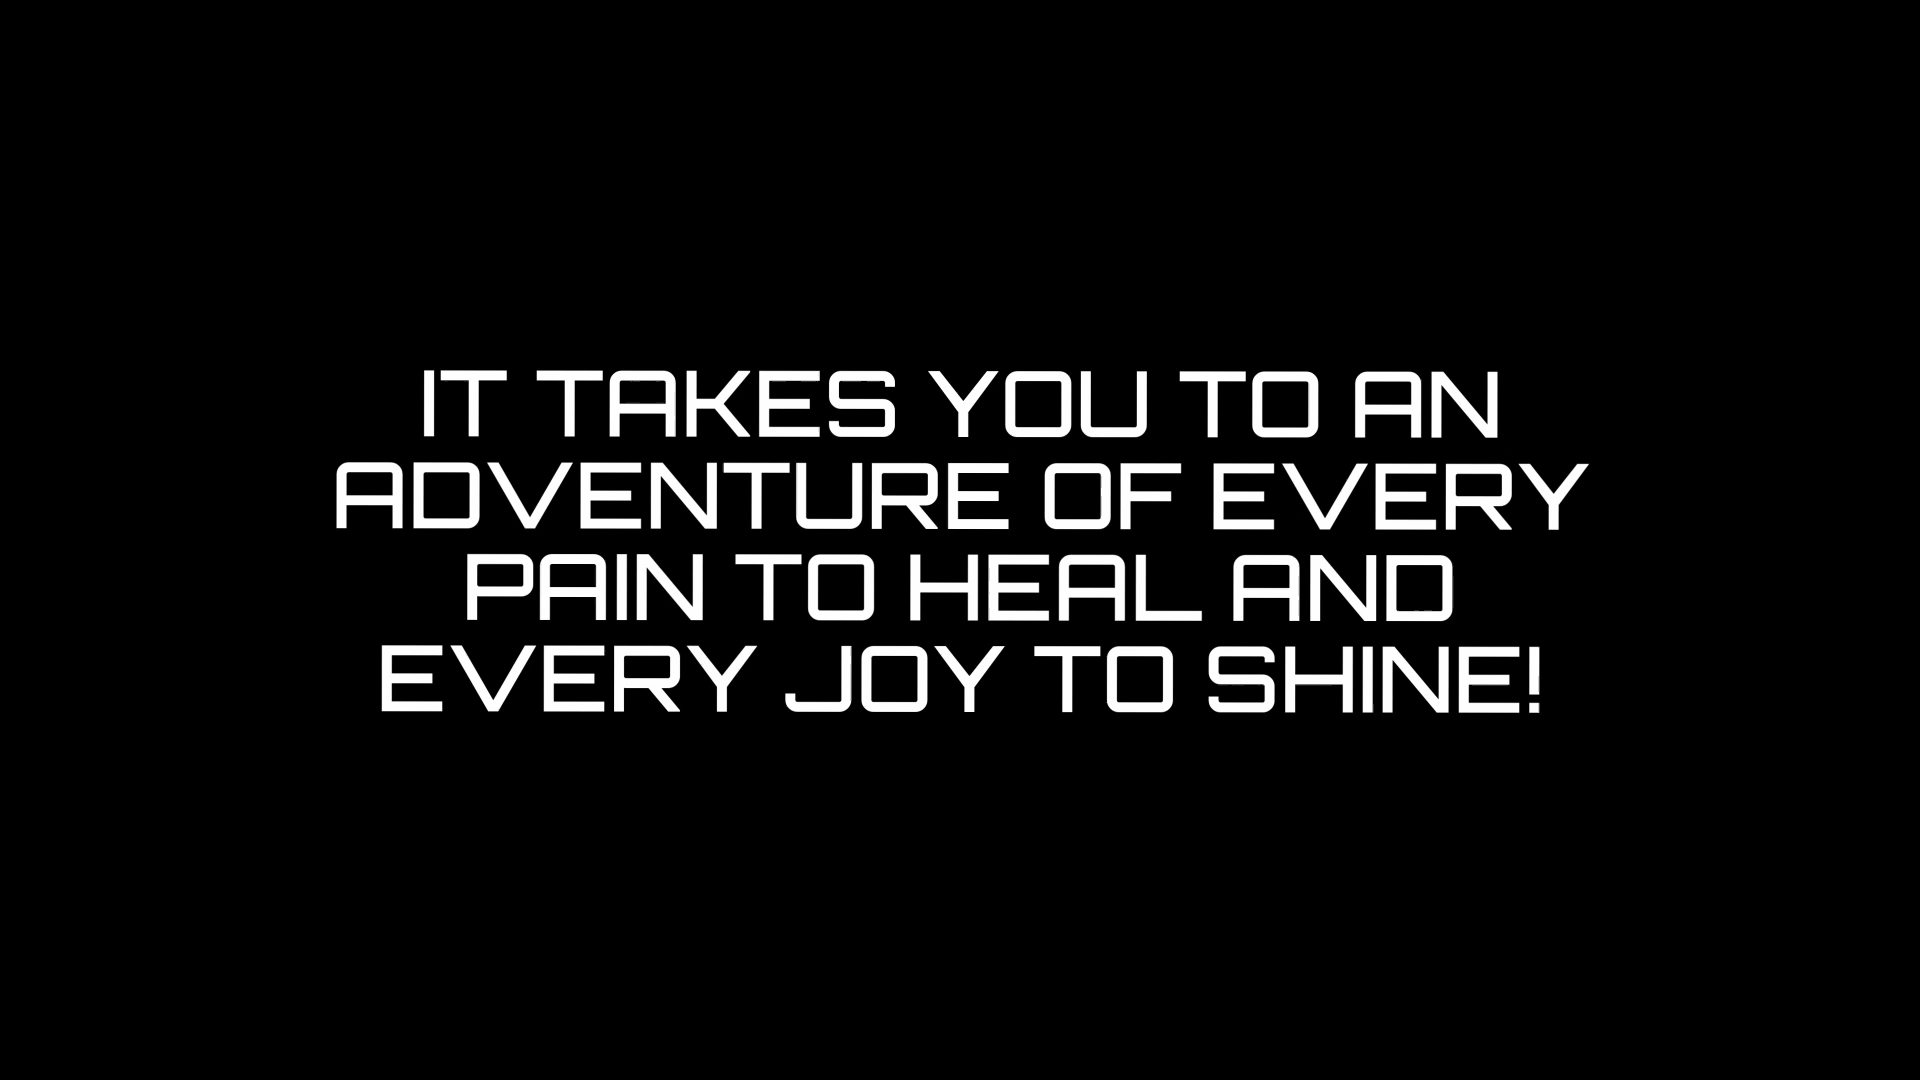 IT TAKES YOU TO AN
ADVENTURE OF EVERY
PAIN TO HEAL AND
EVERY JOY TO SHINE!